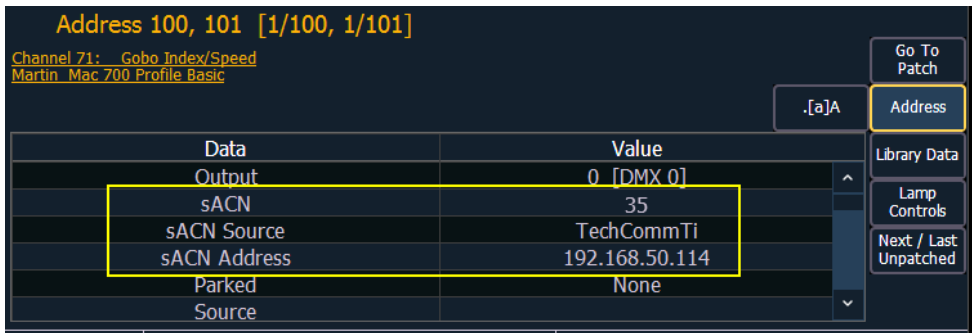 Address 100, 101 [1/100, 1/101]
Channel 71: Gobo Index/Speed
Martin Mac 700 Profile Basic
Go To
Patch
.[a]A
Address
Data Value
Library Data
Output 0 [DMX 0]
sACN 35
Lamp
Controls
sACN Source TechCommTi
Next / Last
Unpatched
sACN Address 192.168.50.114
Parked None
Source